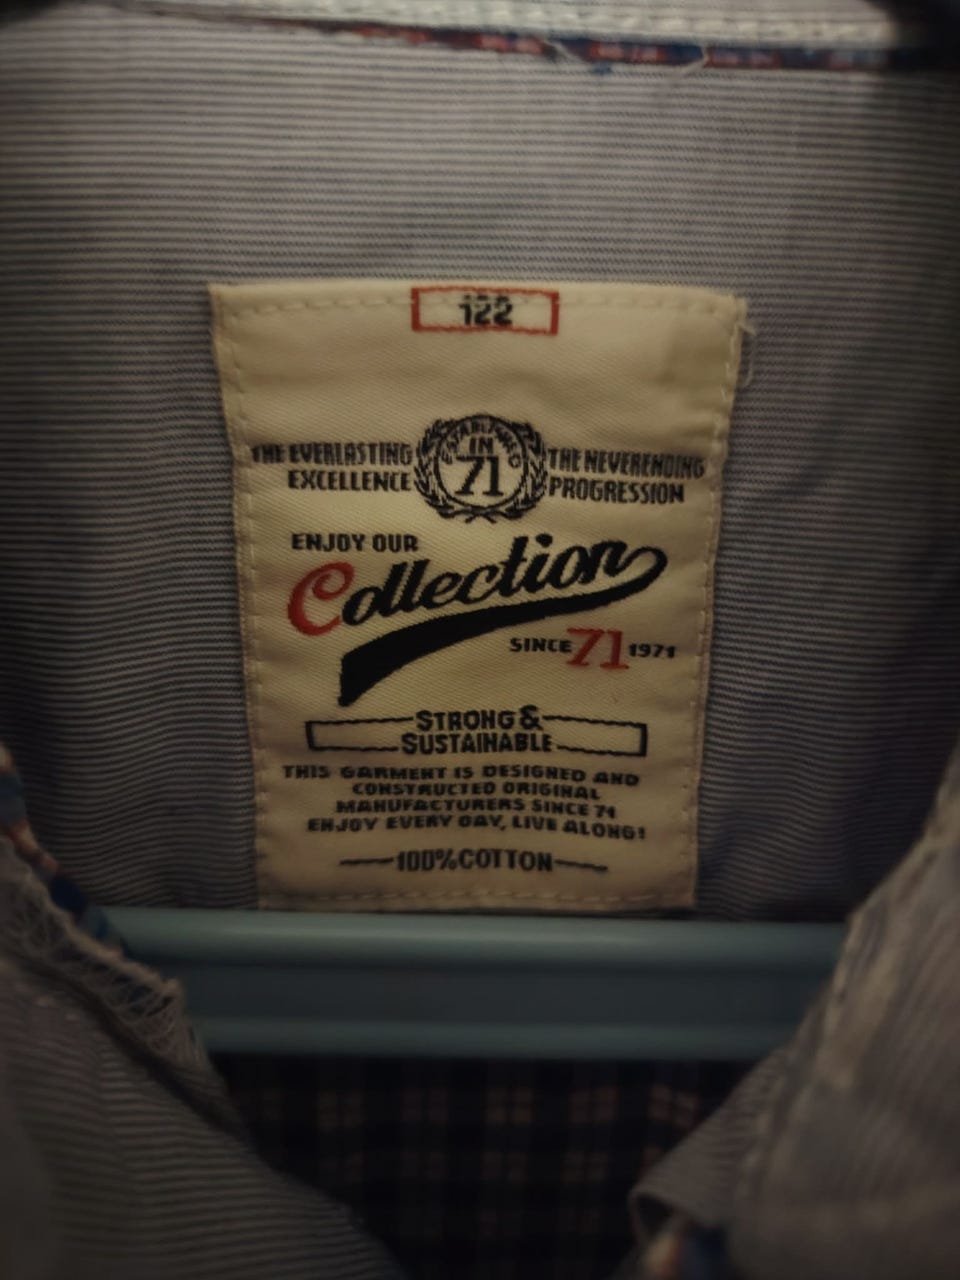 122
THE EVERLASTING
EXCELLENCE
ESTABLISHED
IN
71
THE NEVERENDING
PROGRESSION
ENJOY OUR
Collection
SINCE 71 1971
STRONG &
SUSTAINABLE
THIS GARMENT IS DESIGNED AND
CONSTRUCTED ORIGINAL
MANUFACTURERS SINCE 71
ENJOY EVERY DAY, LIVE ALONG!
100% COTTON